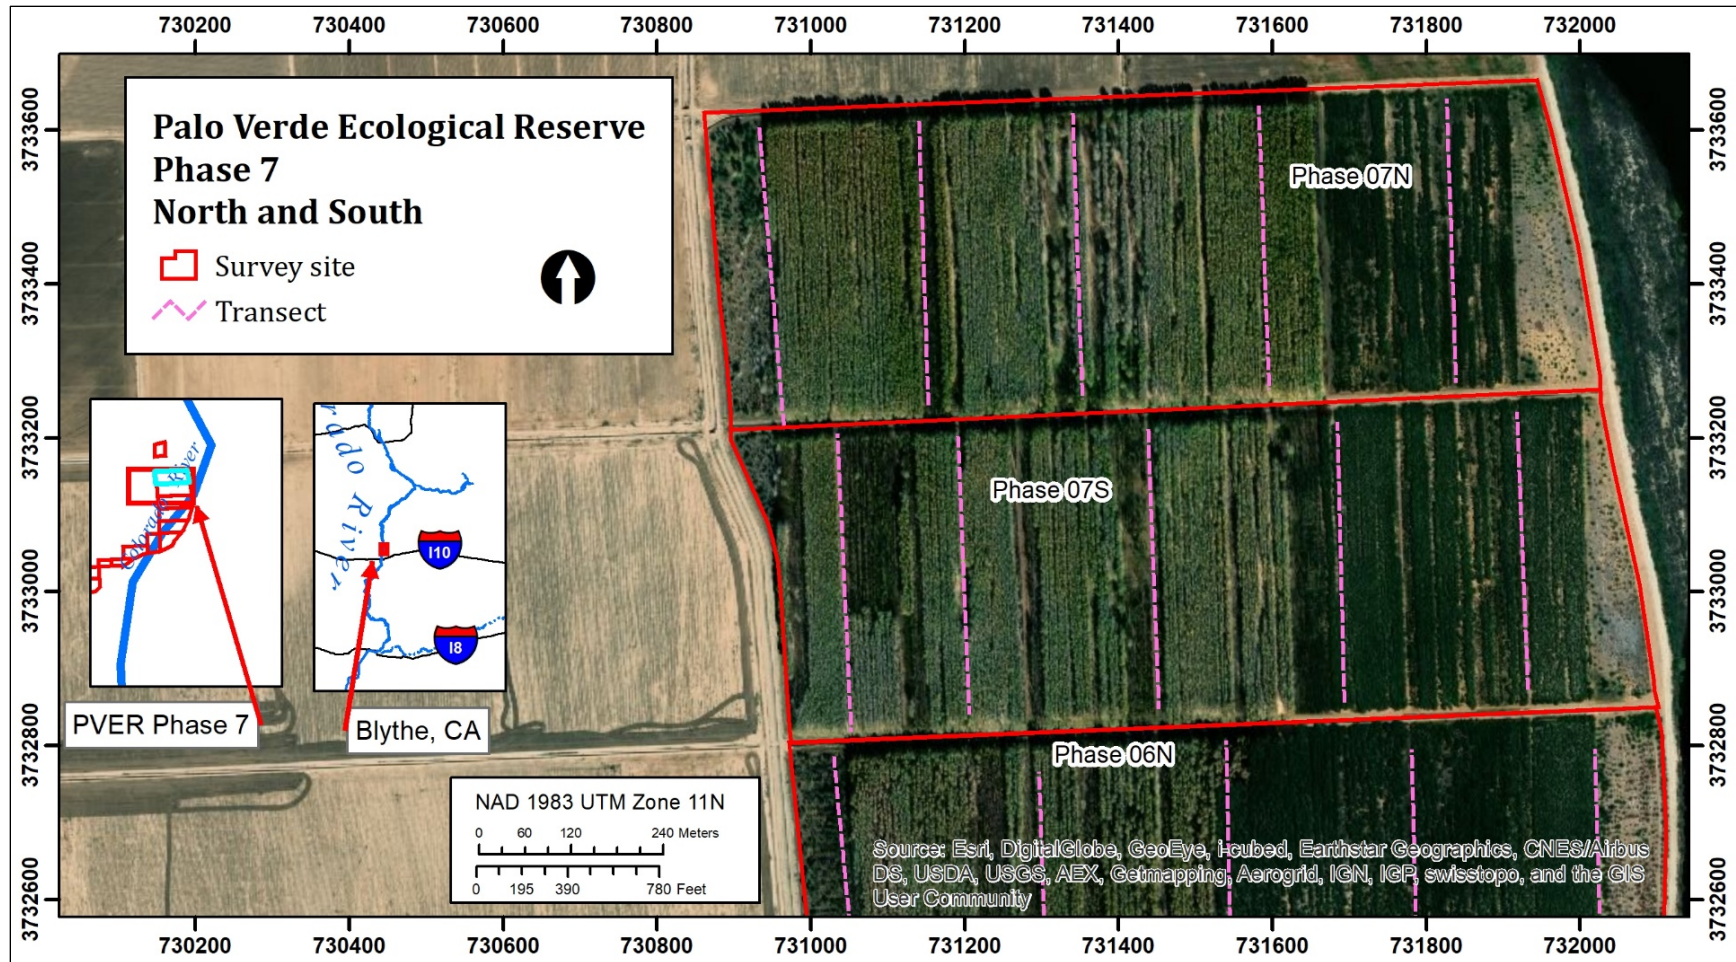 730200 730400 730600 730800 731000 731200 731400 731600 731800 732000
3733600
3733400
3733200
3733000
3732800
3732600
Palo Verde Ecological Reserve
Phase 7
North and South
Survey site
Transect
Colorado River
PVER Phase 7
orado River
I10
I8
Blythe, CA
NAD 1983 UTM Zone 11N
0 60 120 240 Meters
0 195 390 780 Feet
Phase 07N
Phase 07S
Phase 06N
Source: Esri, DigitalGlobe, GeoEye, i-cubed, Earthstar Geographics, CNES/Airbus
DS, USDA, USGS, AEX, Getmapping, Aerogrid, IGN, IGP, swisstopo, and the GIS
User Community
3733600
3733400
3733200
3733000
3732800
3732600
730200 730400 730600 730800 731000 731200 731400 731600 731800 732000